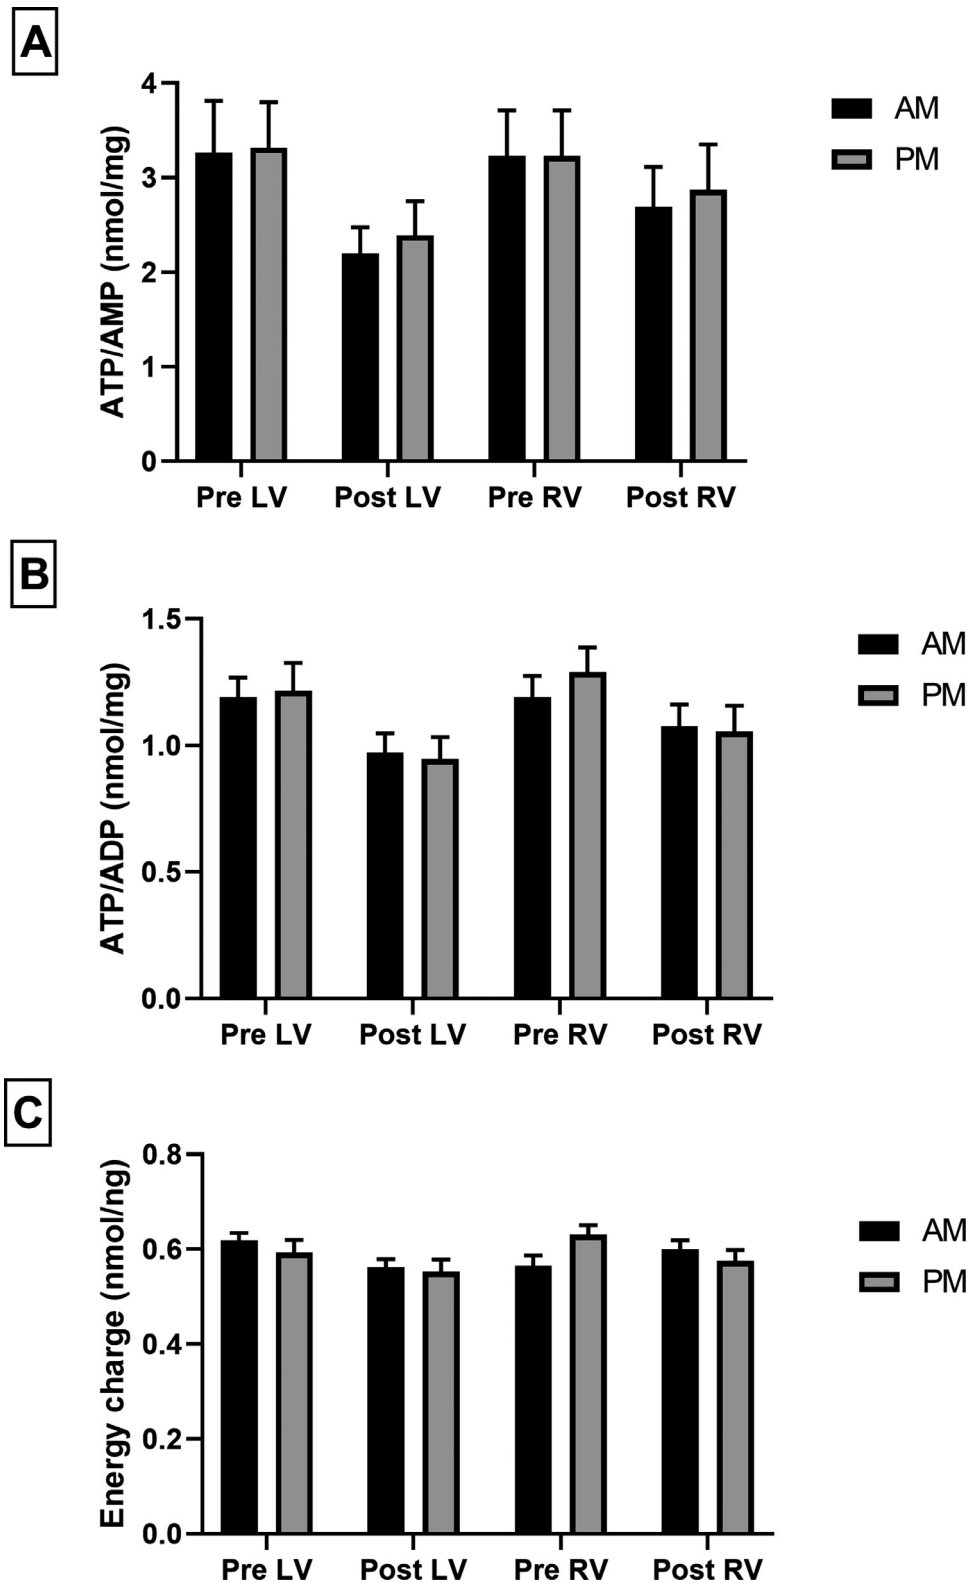 A
ATP/AMP (nmol/mg)
4
3
2
1
0
Pre LV Post LV Pre RV Post RV
AM
PM
B
ATP/ADP (nmol/mg)
1.5
1.0
0.5
0.0
Pre LV Post LV Pre RV Post RV
AM
PM
C
Energy charge (nmol/ng)
0.8
0.6
0.4
0.2
0.0
Pre LV Post LV Pre RV Post RV
AM
PM